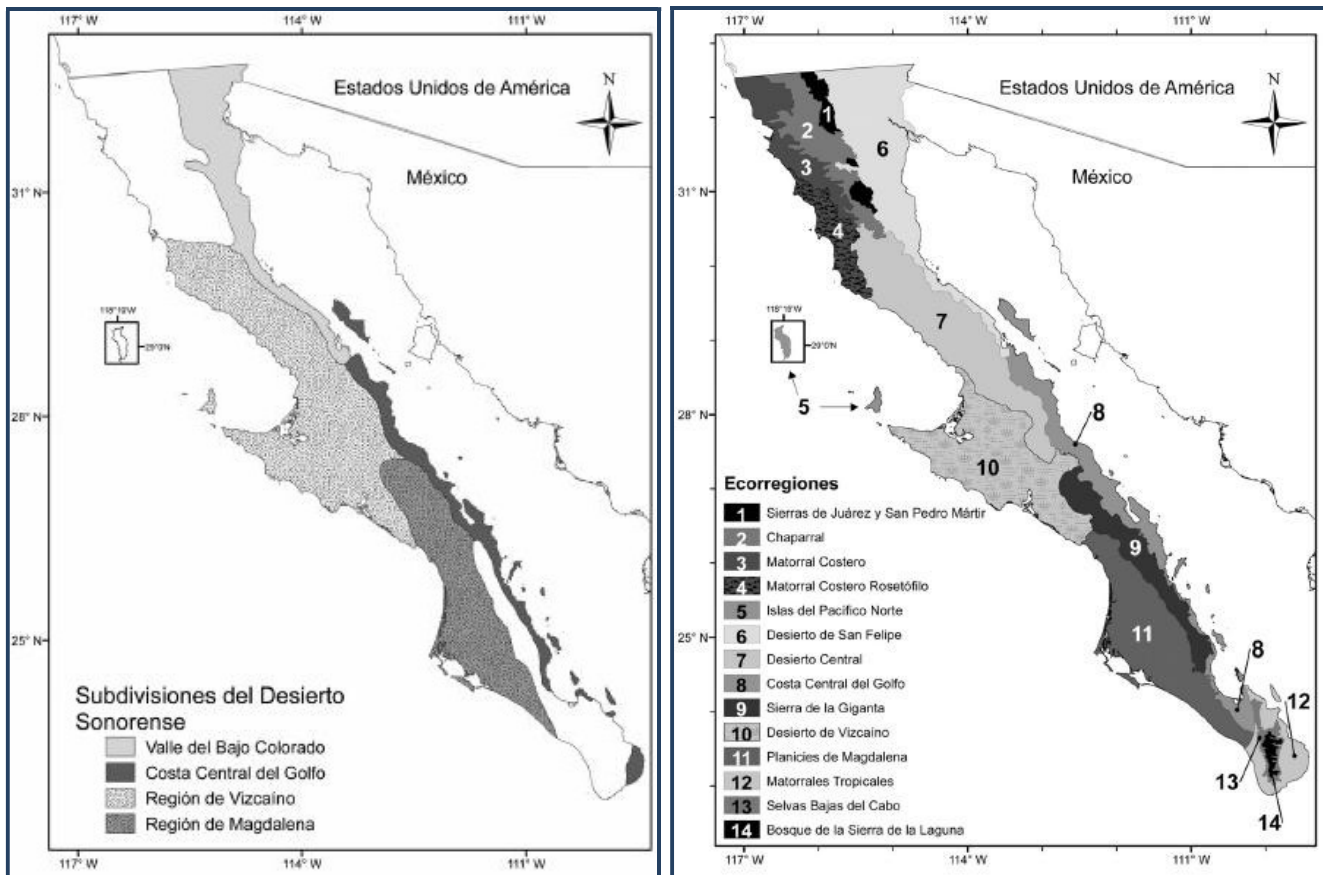 117° W
114° W
111° W
Estados Unidos de América
N
31° N
México
118°18'W
29°0'N
28° N
25° N
Subdivisiones del Desierto
Sonorense
Valle del Bajo Colorado
Costa Central del Golfo
Región de Vizcaíno
Región de Magdalena
117° W
114° W
111° W
117° W
114° W
111° W
Estados Unidos de América
N
1
2
6
México
3
31° N
4
7
118°18'W
29°0'N
5
8
28° N
10
Ecorregiones
1 Sierras de Juárez y San Pedro Mártir
2 Chaparral
3 Matorral Costero
4 Matorral Costero Rosetófilo
5 Islas del Pacífico Norte
6 Desierto de San Felipe
7 Desierto Central
8 Costa Central del Golfo
9 Sierra de la Giganta
10 Desierto de Vizcaíno
11 Planicies de Magdalena
12 Matorrales Tropicales
13 Selvas Bajas del Cabo
14 Bosque de la Sierra de la Laguna
9
25° N
11
8
12
13
14
117° W
114° W
111° W